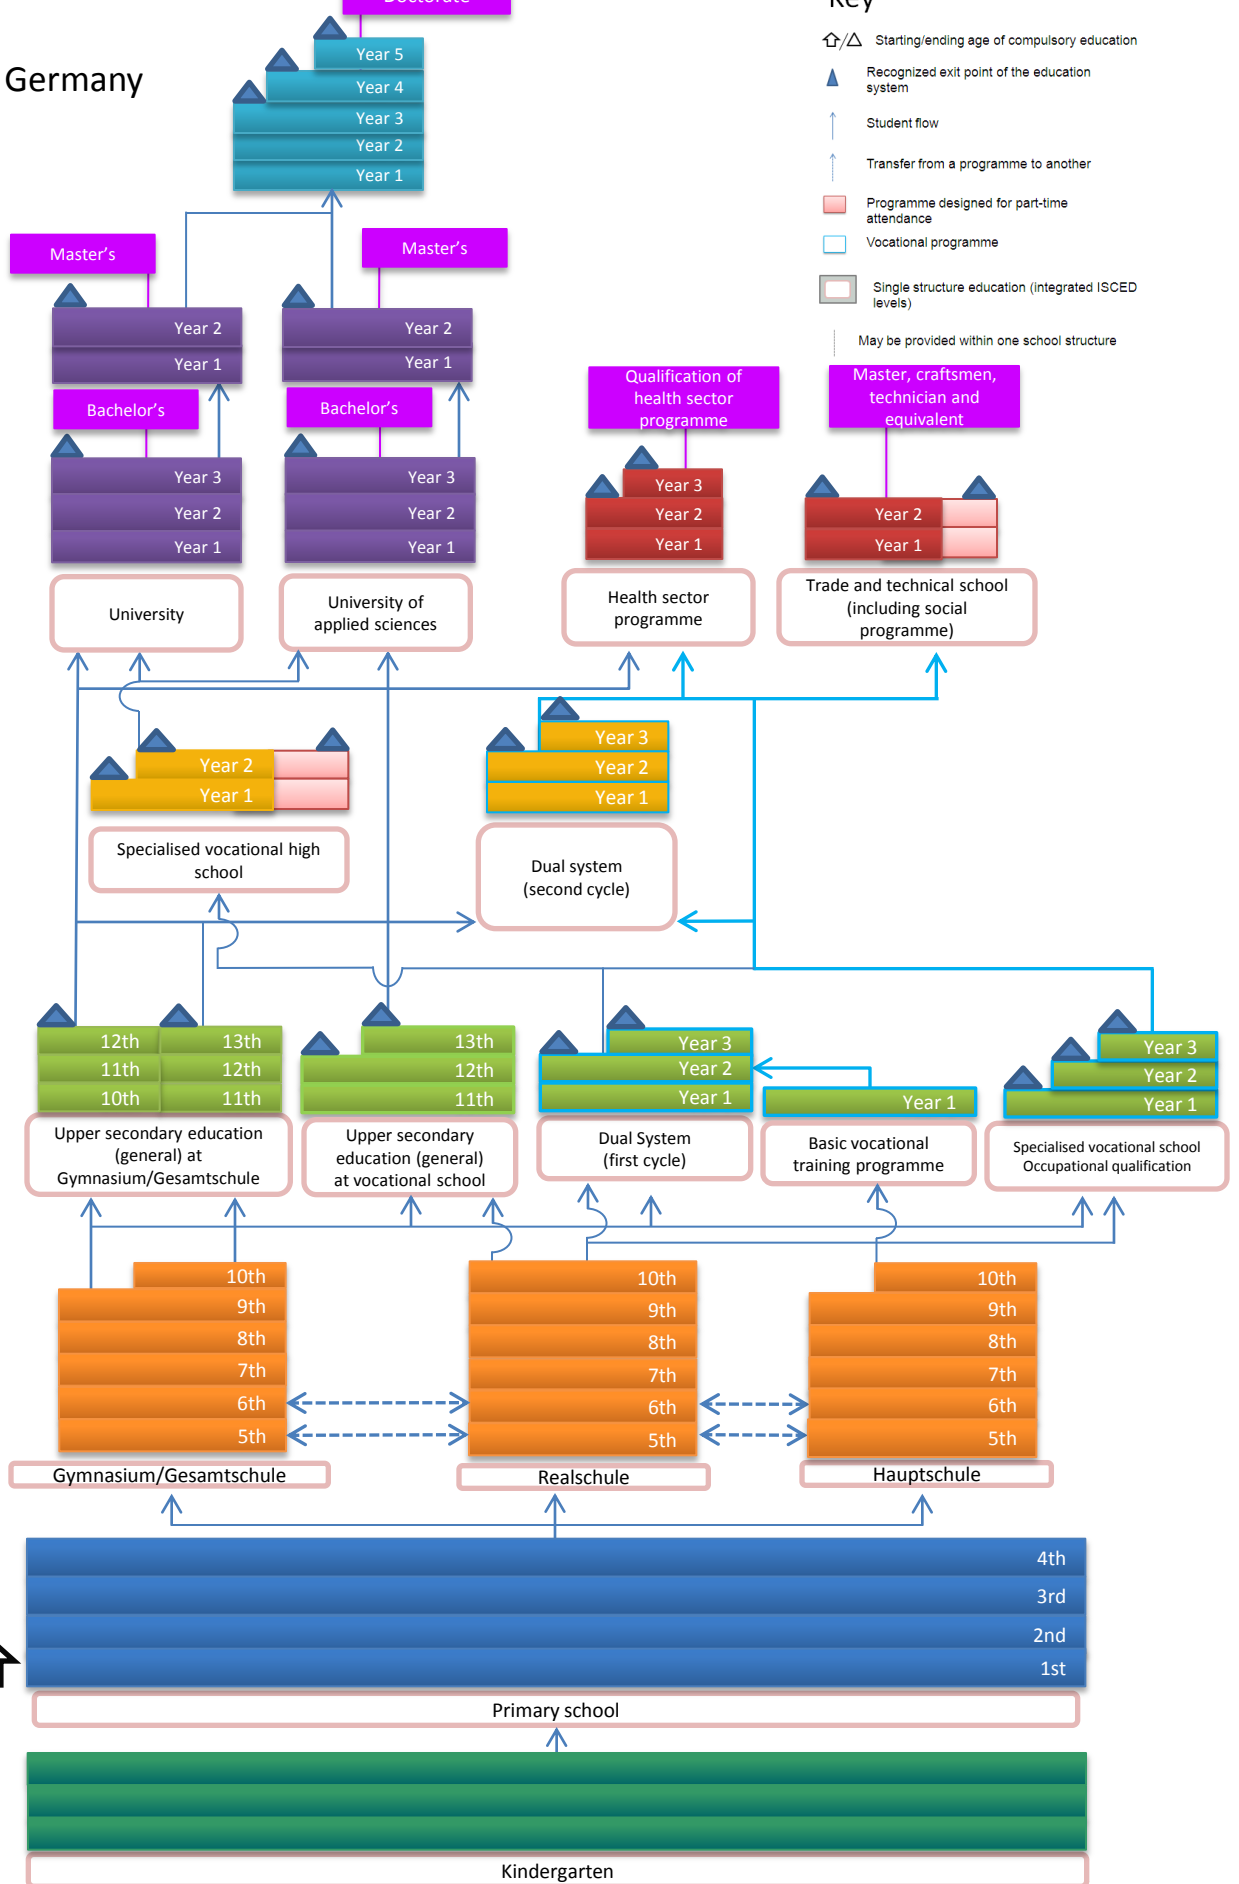 Doctorate
Key
Germany
Starting/ending age of compulsory education
Recognized exit point of the education
system
Student flow
Transfer from a programme to another
Programme designed for part-time
attendance
Vocational programme
Single structure education (integrated ISCED
levels)
May be provided within one school structure
Year 5
Year 4
Year 3
Year 2
Year 1
Master's
Master's
Year 2
Year 1
Year 2
Year 1
Bachelor's
Bachelor's
Year 3
Year 2
Year 1
Year 3
Year 2
Year 1
Qualification of
health sector
programme
Master, craftsmen,
technician and
equivalent
Year 3
Year 2
Year 1
Year 2
Year 1
University
University of
applied sciences
Health sector
programme
Trade and technical school
(including social
programme)
Year 2
Year 1
Year 3
Year 2
Year 1
Specialised vocational high
school
Dual system
(second cycle)
12th
11th
10th
13th
12th
11th
13th
12th
11th
Year 3
Year 2
Year 1
Year 1
Year 3
Year 2
Year 1
Upper secondary education
(general) at
Gymnasium/Gesamtschule
Upper secondary
education (general)
at vocational school
Dual System
(first cycle)
Basic vocational
training programme
Specialised vocational school
Occupational qualification
10th
9th
8th
7th
6th
5th
10th
9th
8th
7th
6th
5th
10th
9th
8th
7th
6th
5th
Gymnasium/Gesamtschule
Realschule
Hauptschule
4th
3rd
2nd
1st
Primary school
Kindergarten